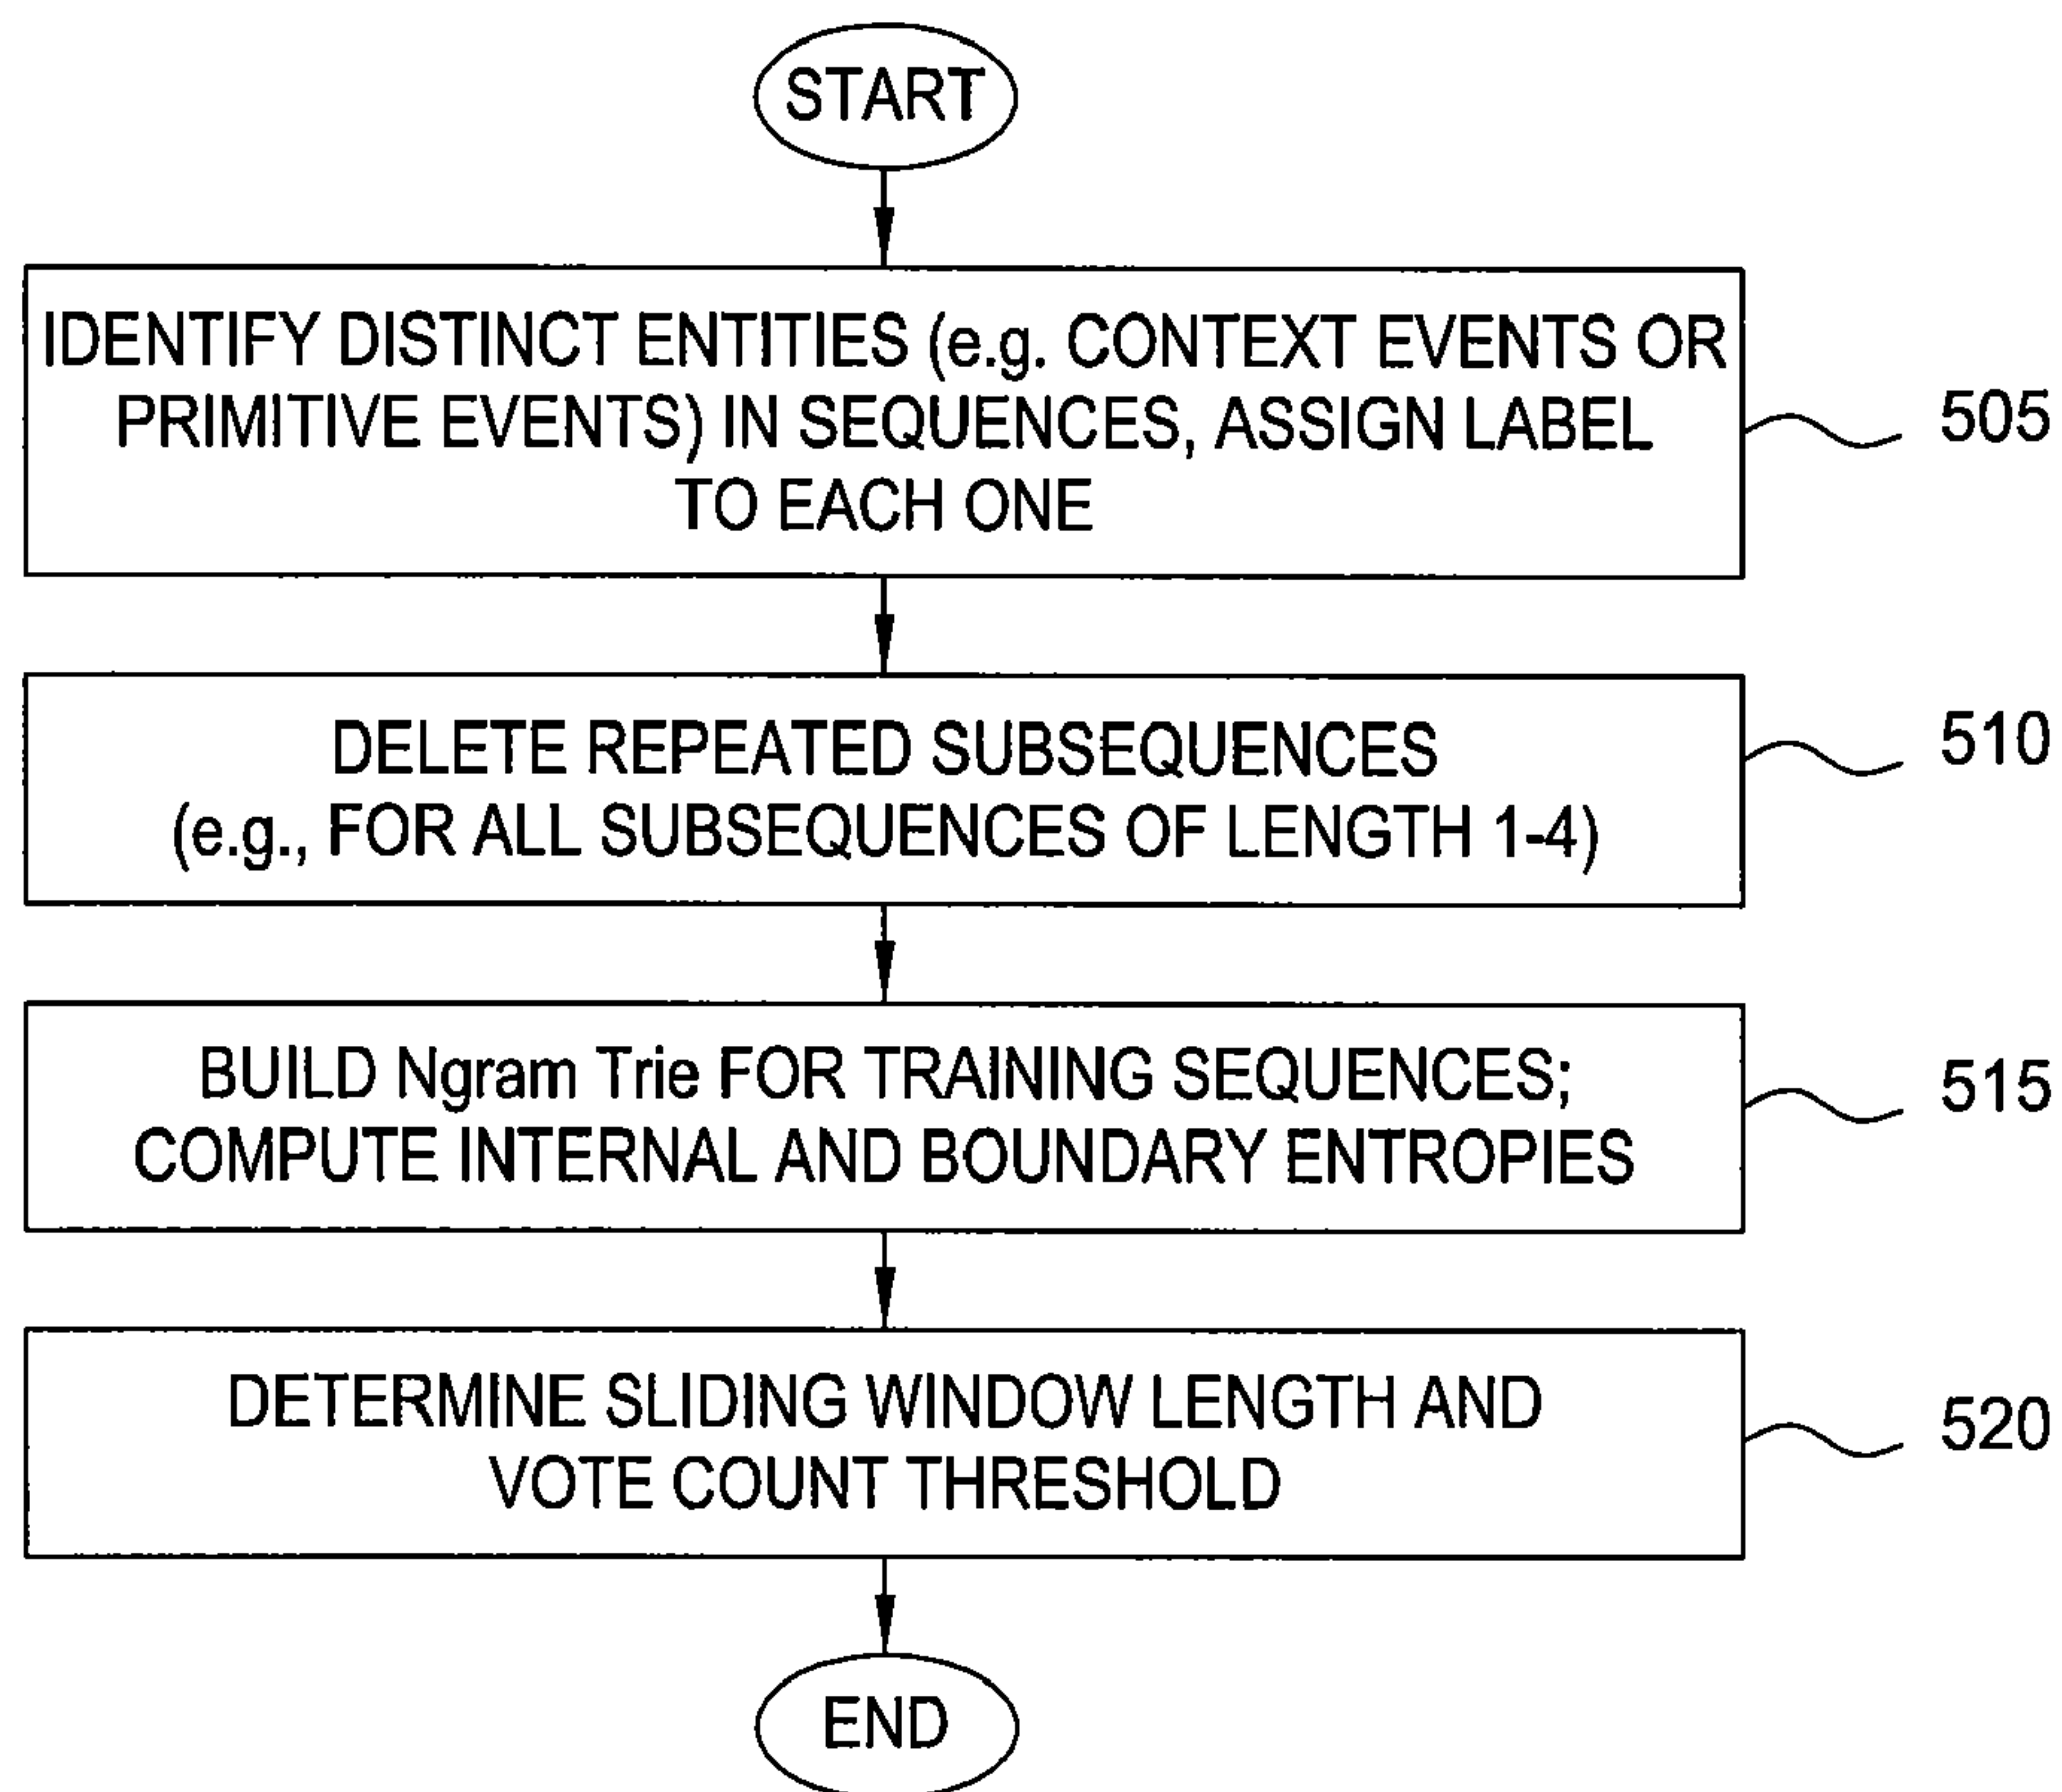 START
IDENTIFY DISTINCT ENTITIES (e.g. CONTEXT EVENTS OR
PRIMITIVE EVENTS) IN SEQUENCES, ASSIGN LABEL
TO EACH ONE
505
DELETE REPEATED SUBSEQUENCES
(e.g., FOR ALL SUBSEQUENCES OF LENGTH 1-4)
510
BUILD Ngram Trie FOR TRAINING SEQUENCES;
COMPUTE INTERNAL AND BOUNDARY ENTROPIES
515
DETERMINE SLIDING WINDOW LENGTH AND
VOTE COUNT THRESHOLD
520
END